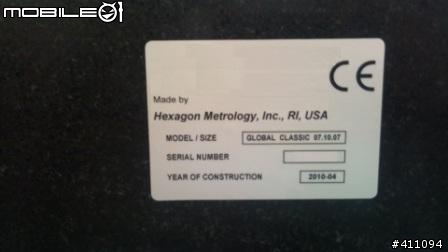 MOBILE01
CE
Made by
Hexagon Metrology, Inc., RI, USA
MODEL / SIZE GLOBAL CLASSIC 07.10.07
SERIAL NUMBER
YEAR OF CONSTRUCTION 2010-04
#411094